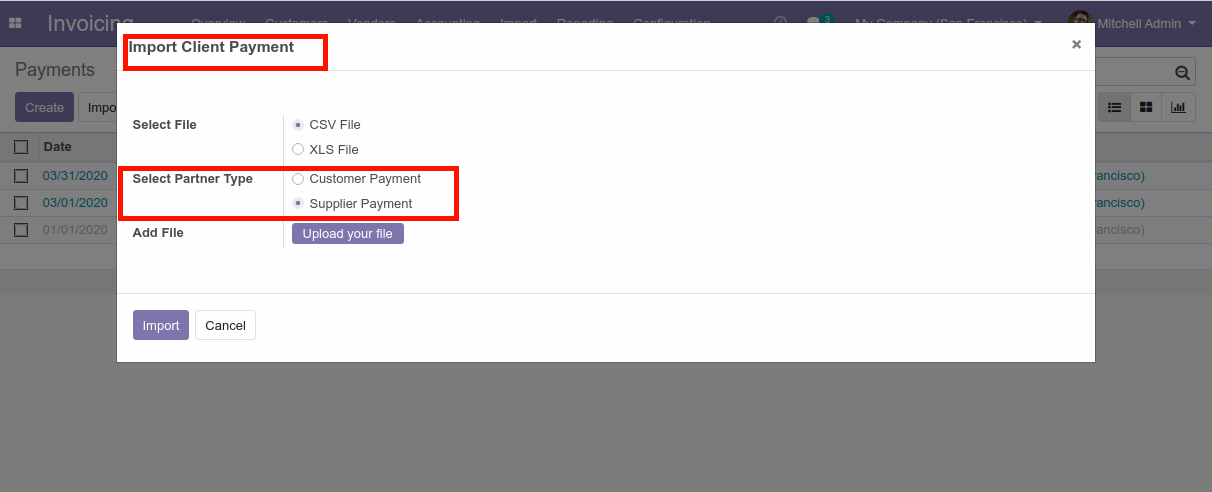 Invoicing Overview Customers Vendors Accounting Import Reporting Configuration 3 My Company (San Francisco) Mitchell Admin
Import Client Payment ×
Payments
Create Impo
Select File CSV File
XLS File
Date
Select Partner Type Customer Payment
03/31/2020 ancisco)
Supplier Payment
03/01/2020 ancisco)
Add File Upload your file
01/01/2020 ancisco)
Import Cancel